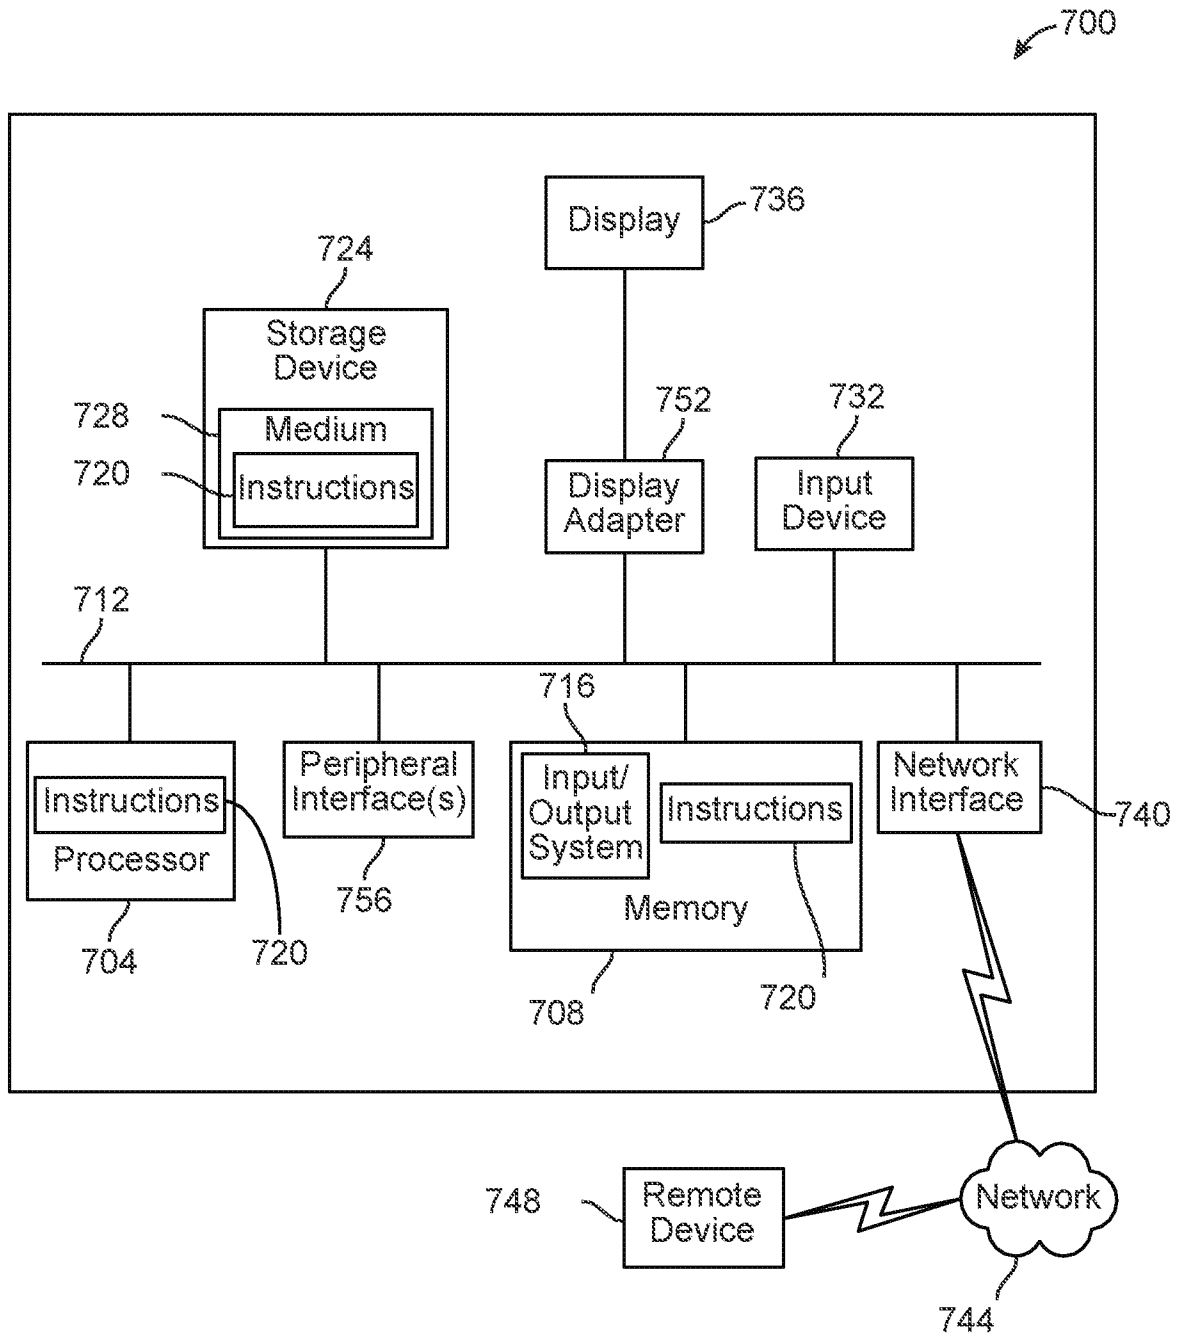 700
Display
736
724
Storage
Device
728
Medium
720
Instructions
752
Display
Adapter
732
Input
Device
712
716
Instructions
Processor
704
720
Peripheral
Interface(s)
756
Input/
Output
System
Instructions
Memory
708
720
Network
Interface
740
748
Remote
Device
Network
744